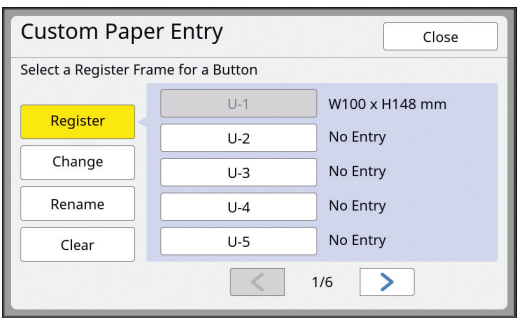 Custom Paper Entry
Close
Select a Register Frame for a Button
Register
Change
Rename
Clear
U-1 W100 x H148 mm
U-2 No Entry
U-3 No Entry
U-4 No Entry
U-5 No Entry
1/6